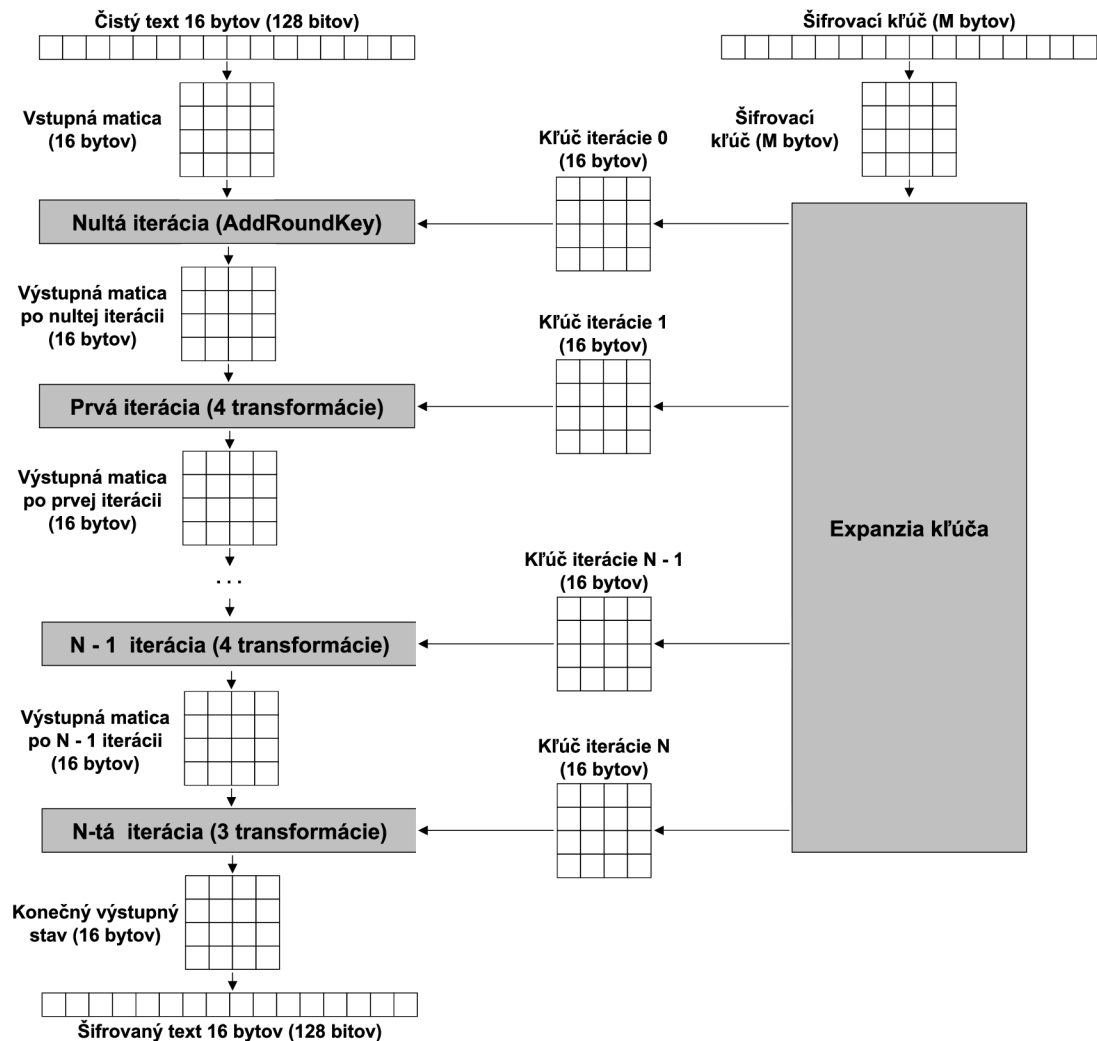 Čistý text 16 bytov (128 bitov)
Šifrovací kľúč (M bytov)
Vstupná matica
(16 bytov)
Šifrovací
kľúč (M bytov)
Kľúč iterácie 0
(16 bytov)
Nultá iterácia (AddRoundKey)
Výstupná matica
po nultej iterácii
(16 bytov)
Kľúč iterácie 1
(16 bytov)
Prvá iterácia (4 transformácie)
Výstupná matica
po prvej iterácii
(16 bytov)
Expanzia kľúča
. . .
Kľúč iterácie N - 1
(16 bytov)
N - 1 iterácia (4 transformácie)
Výstupná matica
po N - 1 iterácii
(16 bytov)
Kľúč iterácie N
(16 bytov)
N-tá iterácia (3 transformácie)
Konečný výstupný
stav (16 bytov)
Šifrovaný text 16 bytov (128 bitov)